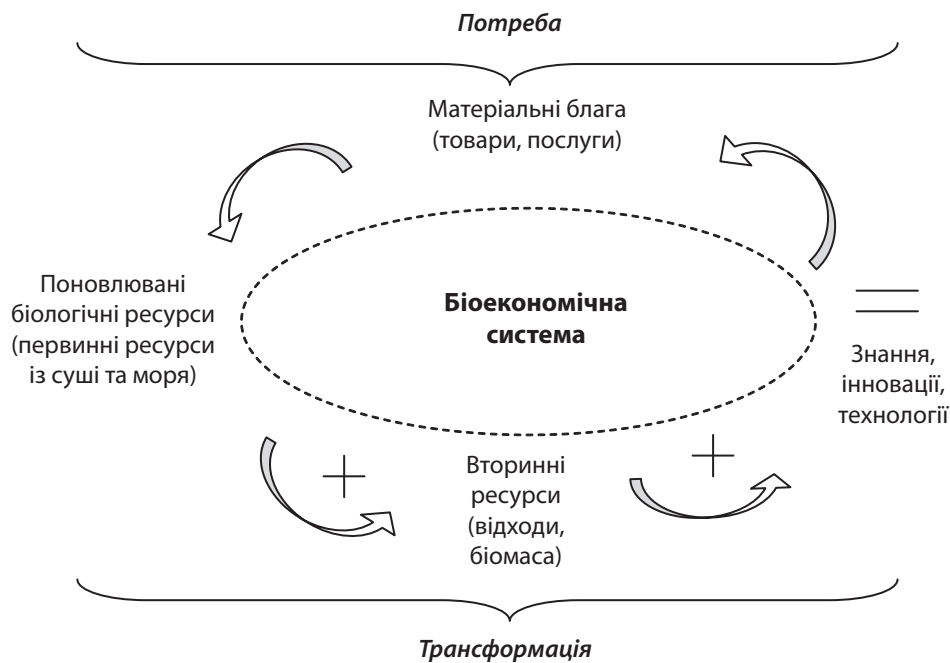 Потреба
Матеріальні блага
(товари, послуги)
Поновлювані
біологічні ресурси
(первинні ресурси
із суші та моря)
Біоекономічна
система
Знання,
інновації,
технології
Вторинні
ресурси
(відходи,
біомаса)
Трансформація